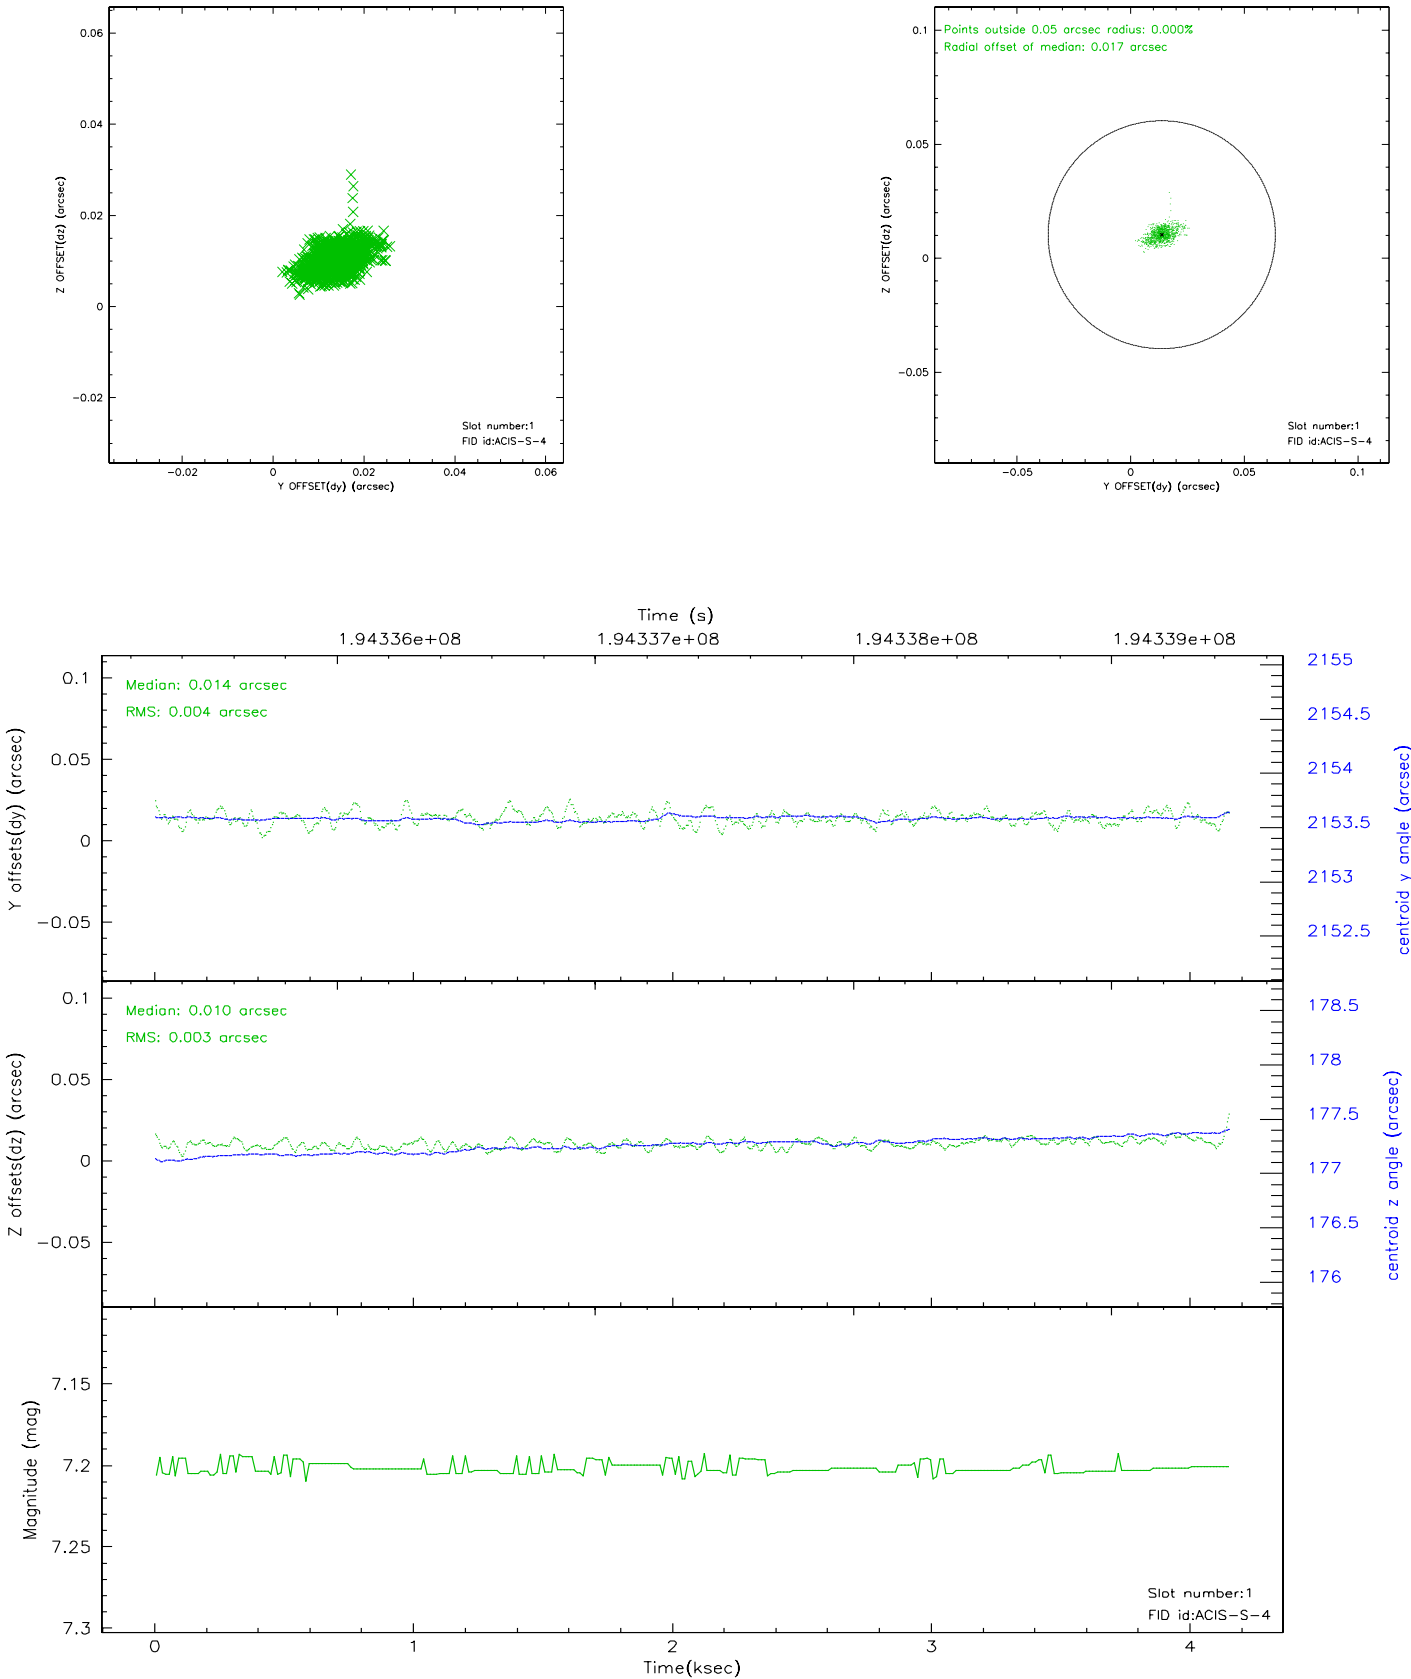 0.06
0.04
0.02
0
−0.02
Z OFFSET(dz) (arcsec)
Slot number:1
FID id:ACIS−S−4
−0.02 0 0.02 0.04 0.06
Y OFFSET(dy) (arcsec)
Points outside 0.05 arcsec radius: 0.000%
Radial offset of median: 0.017 arcsec
0.1
0.05
0
−0.05
Z OFFSET(dz) (arcsec)
Slot number:1
FID id:ACIS−S−4
−0.05 0 0.05 0.1
Y OFFSET(dy) (arcsec)
Time (s)
1.94336e+08 1.94337e+08 1.94338e+08 1.94339e+08
Median: 0.014 arcsec
RMS: 0.004 arcsec
0.1
0.05
0
−0.05
Y offsets(dy) (arcsec)
2155
2154.5
2154
2153.5
2153
2152.5
centroid y angle (arcsec)
Median: 0.010 arcsec
RMS: 0.003 arcsec
0.1
0.05
0
−0.05
Z offsets(dz) (arcsec)
178.5
178
177.5
177
176.5
176
centroid z angle (arcsec)
7.15
7.2
7.25
7.3
Magnitude (mag)
Slot number:1
FID id:ACIS−S−4
0 1 2 3 4
Time(ksec)